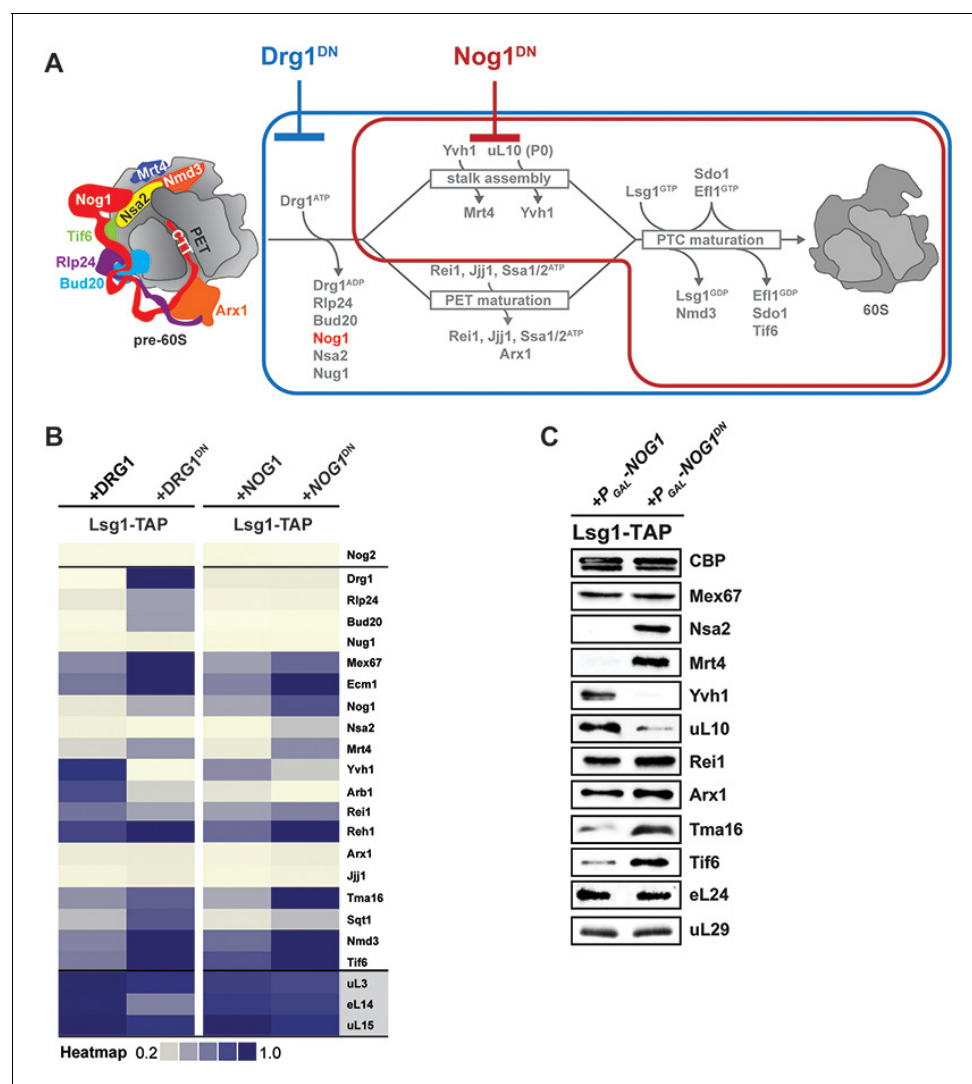 A
Drg1DN
Nog1DN
Mrt4
Nmd3
Nog1
Nsa2
Tif6
Rlp24
Bud20
CTT
PET
Arx1
pre-60S
Drg1ATP
Drg1ADP
Rlp24
Bud20
Nog1
Nsa2
Nug1
Yvh1 uL10 (P0)
stalk assembly
Mrt4 Yvh1
Rei1, Jjj1, Ssa1/2ATP
PET maturation
Rei1, Jjj1, Ssa1/2ATP
Arx1
Lsg1GTP
Sdo1
Efl1GTP
PTC maturation
Lsg1GDP
Nmd3
Efl1GDP
Sdo1
Tif6
60S
B
+DRG1 +DRG1DN +NOG1 +NOG1DN
Lsg1-TAP Lsg1-TAP
Nog2
Drg1
Rlp24
Bud20
Nug1
Mex67
Ecm1
Nog1
Nsa2
Mrt4
Yvh1
Arb1
Rei1
Reh1
Arx1
Jjj1
Tma16
Sqt1
Nmd3
Tif6
uL3
eL14
uL15
Heatmap 0.2 1.0
C
+PGAL-NOG1 +PGAL-NOG1DN
Lsg1-TAP
CBP
Mex67
Nsa2
Mrt4
Yvh1
uL10
Rei1
Arx1
Tma16
Tif6
eL24
uL29